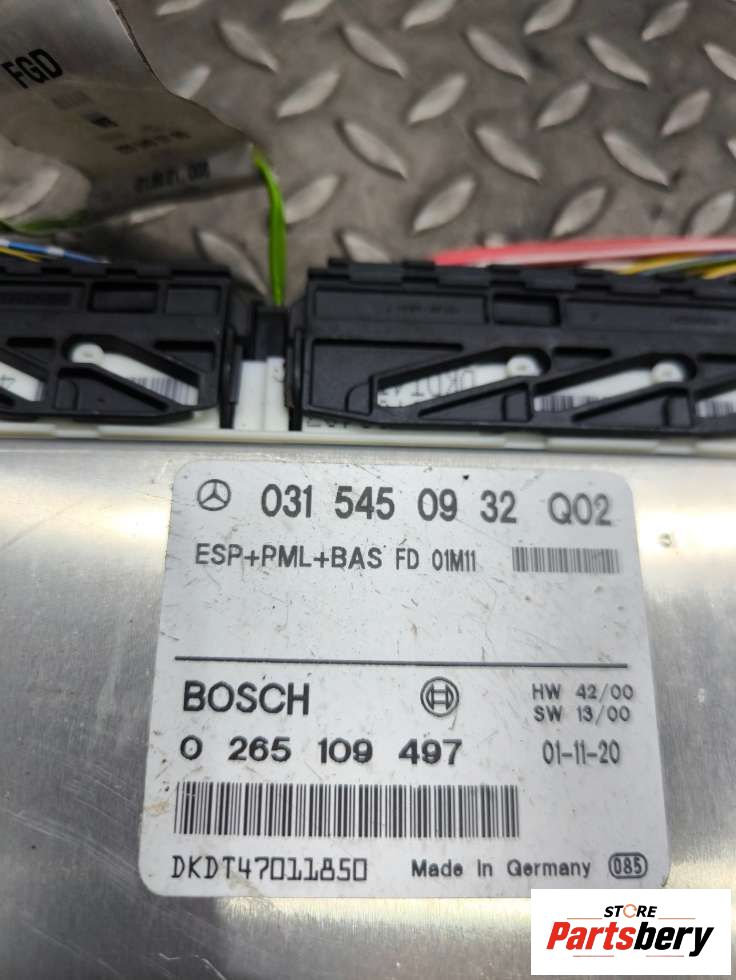 FGD
031 545 09 32 Q02
ESP+PML+BAS FD 01M11
BOSCH
HW 42/00
SW 13/00
0 265 109 497
01-11-20
DKDT47011850
Made In Germany 085
STORE
Partsbery